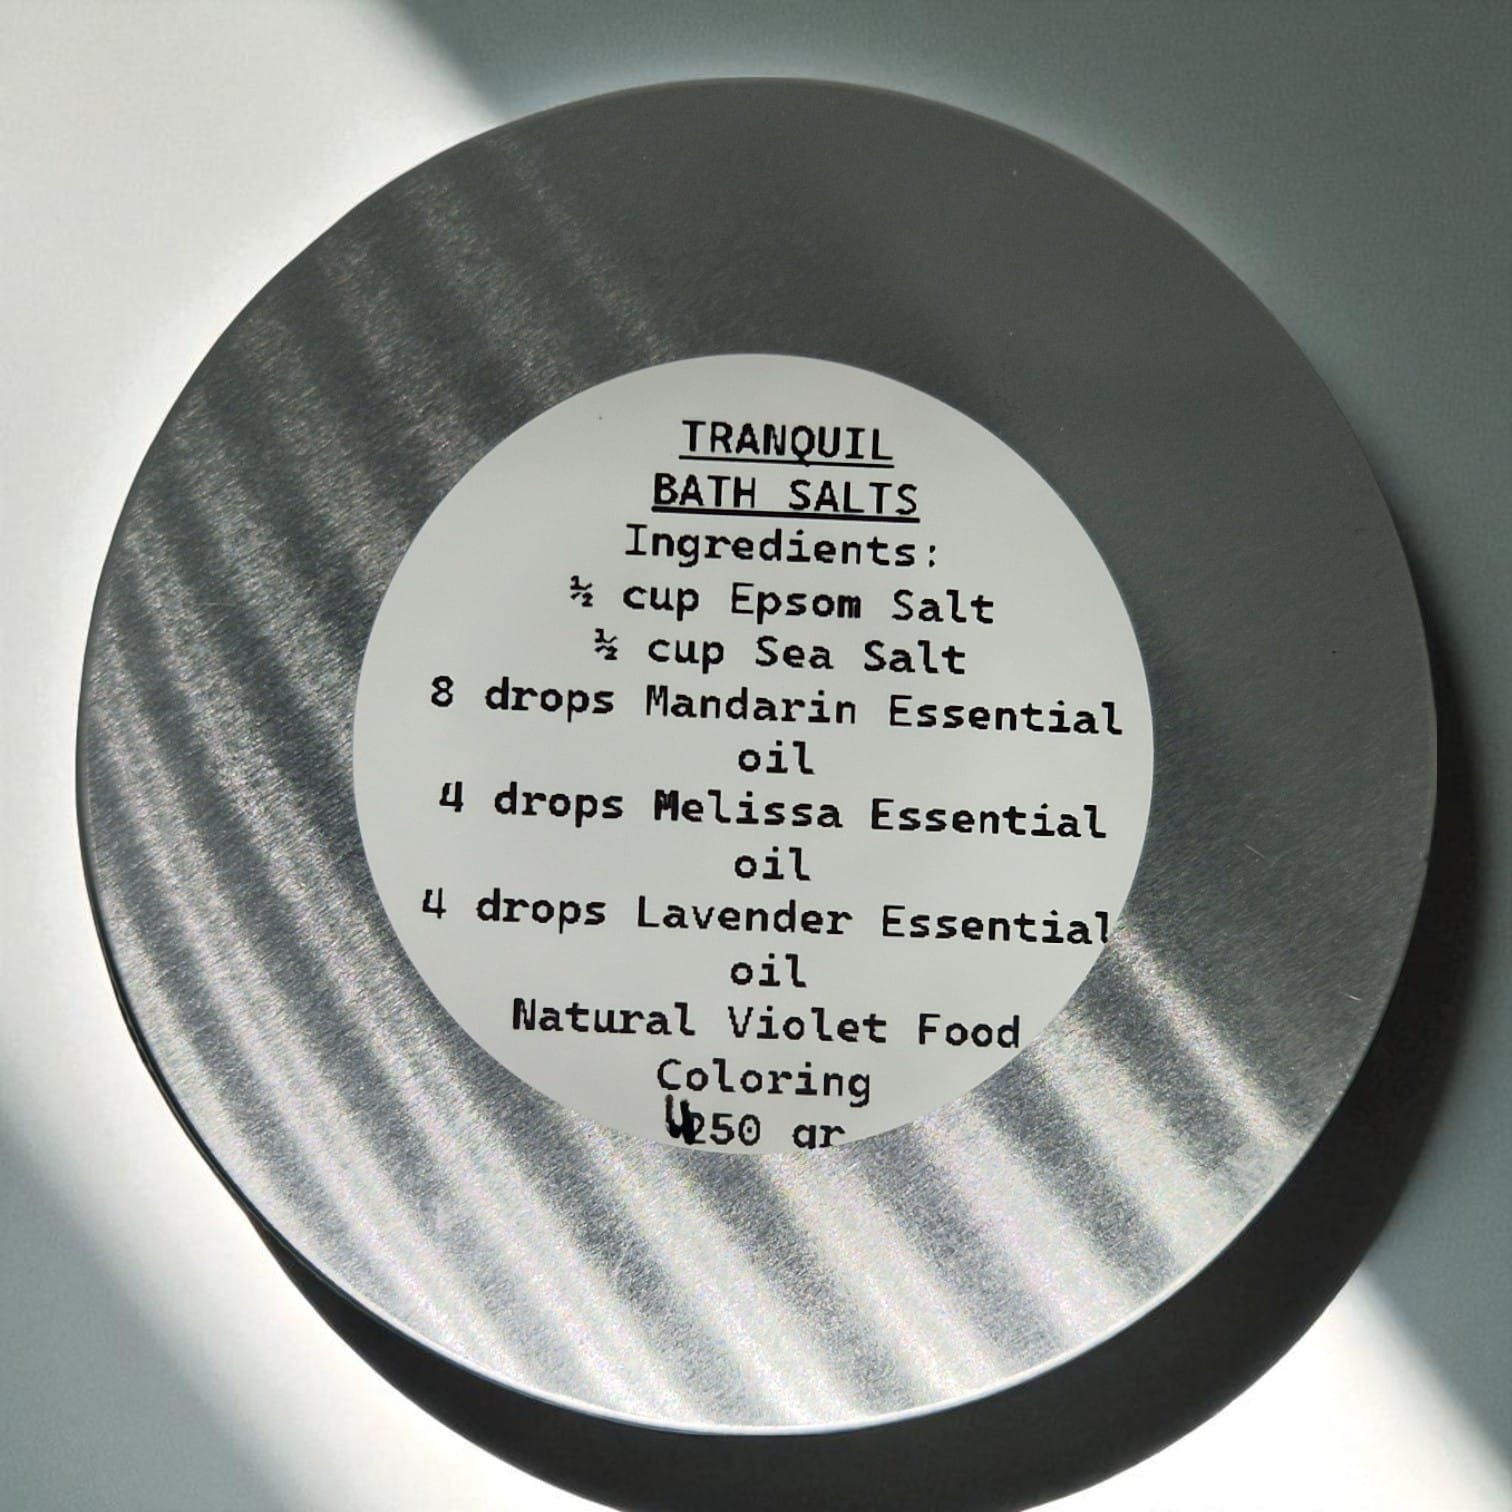 TRANQUIL
BATH SALTS
Ingredients:
½ cup Epsom Salt
½ cup Sea Salt
8 drops Mandarin Essential
oil
4 drops Melissa Essential
oil
4 drops Lavender Essential
oil
Natural Violet Food
Coloring
250 gr